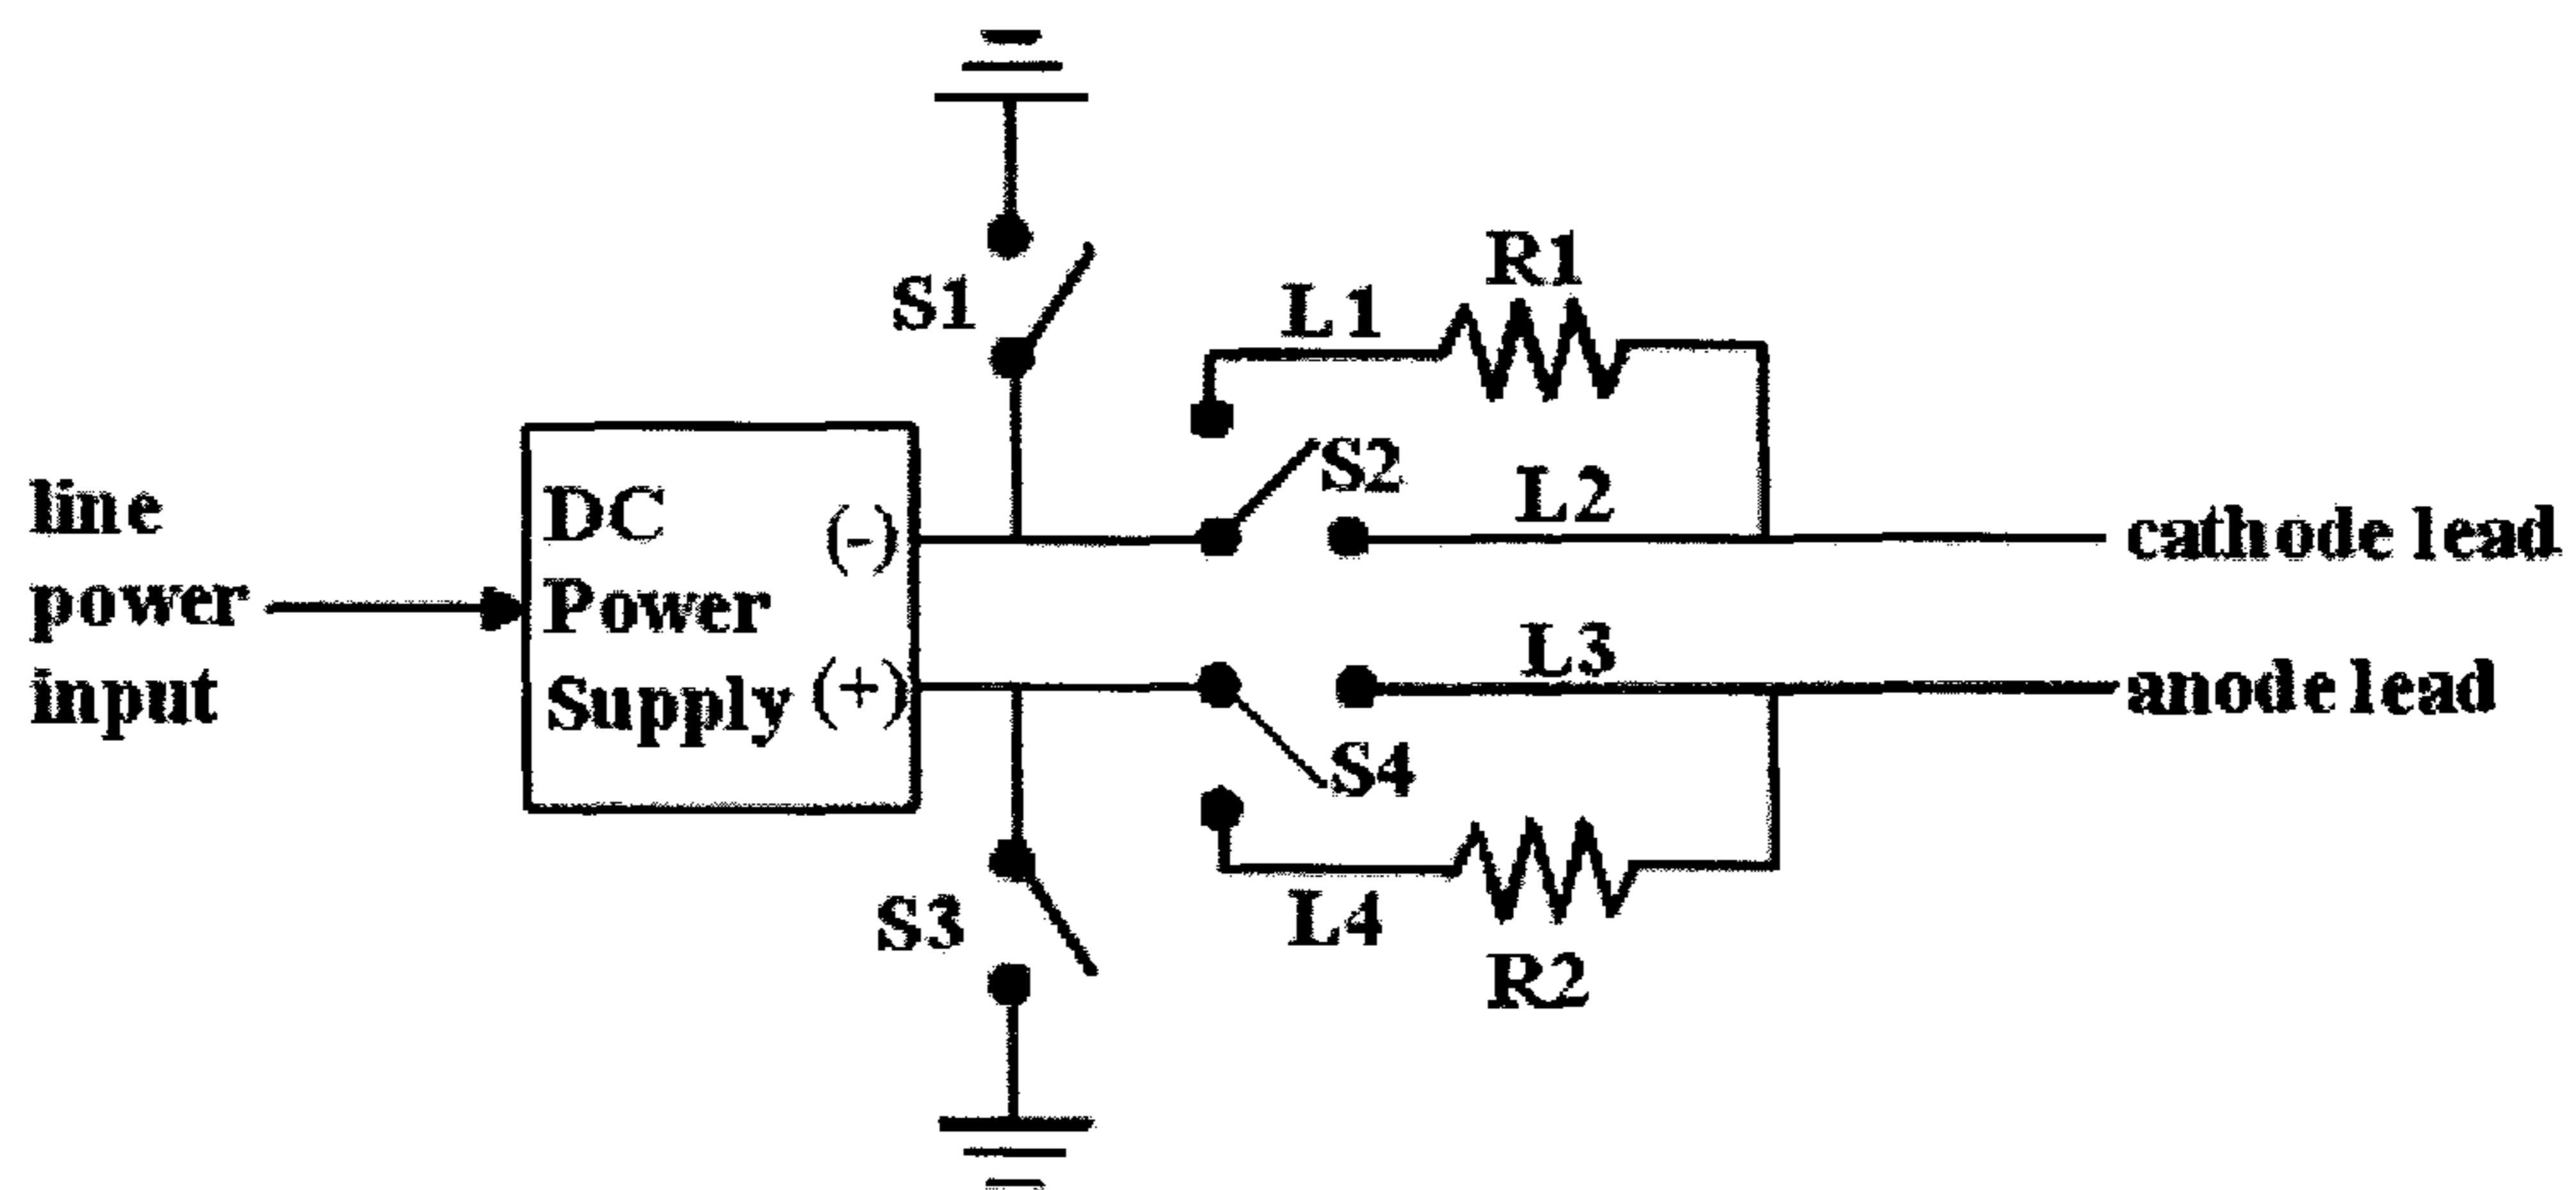 S1
L1
R1
S2
L2
line
power
input
DC
Power
Supply
(-)
(+)
cathode lead
L3
anode lead
S4
S3
L4
R2